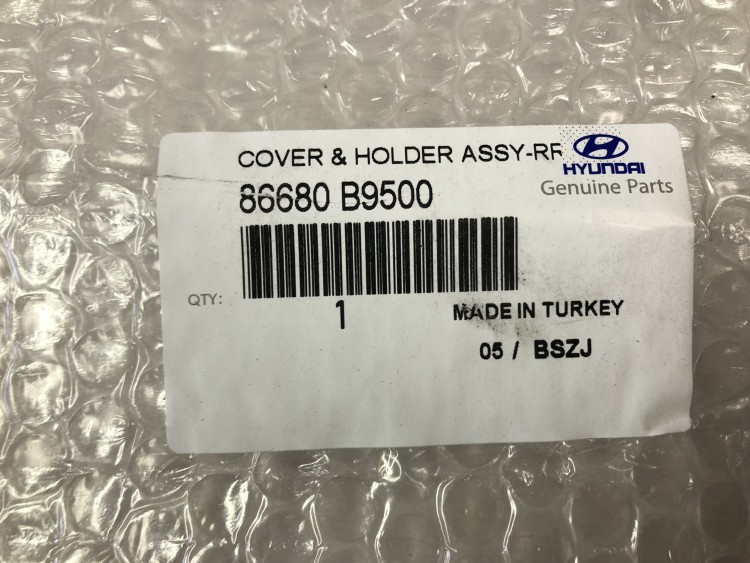 COVER & HOLDER ASSY-RR
HYUNDAI
86680 B9500
Genuine Parts
QTY:
1
MADE IN TURKEY
05 / BSZJ